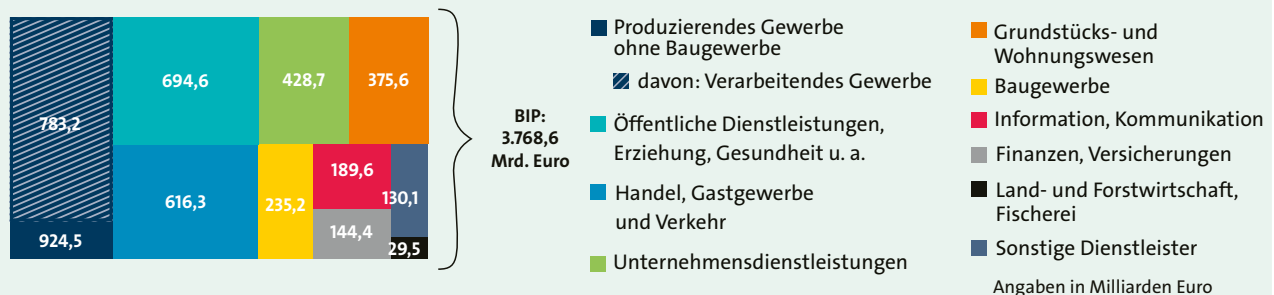 694,6
428,7
375,6
783,2
616,3
235,2
189,6
130,1
144,4
924,5
29,5
BIP:
3.768,6
Mrd. Euro
Produzierendes Gewerbe
ohne Baugewerbe
davon: Verarbeitendes Gewerbe
Öffentliche Dienstleistungen,
Erziehung, Gesundheit u. a.
Handel, Gastgewerbe
und Verkehr
Unternehmensdienstleistungen
Grundstücks- und
Wohnungswesen
Baugewerbe
Information, Kommunikation
Finanzen, Versicherungen
Land- und Forstwirtschaft,
Fischerei
Sonstige Dienstleister
Angaben in Milliarden Euro